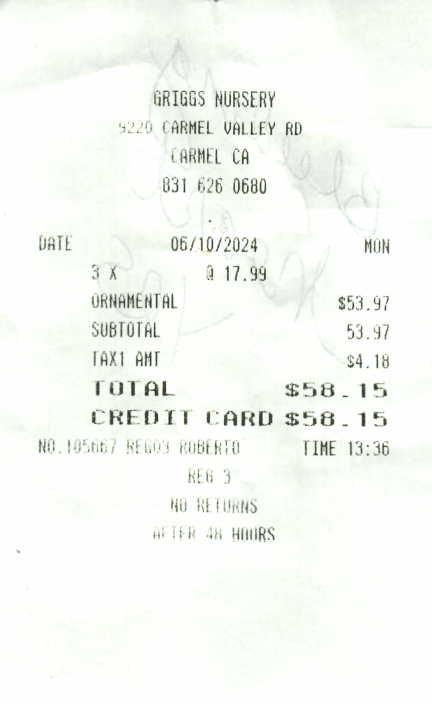 GRIGGS NURSERY
9220 CARMEL VALLEY RD
CARMEL CA
831 626 0680
.
DATE 06/10/2024 MON
3 X @ 17.99
ORNAMENTAL $53.97
SUBTOTAL 53.97
TAX1 AMT $4.18
TOTAL $58.15
CREDIT CARD $58.15
NO.105667 REG03 ROBERTO TIME 13:36
REG 3
NO RETURNS
AFTER 48 HOURS